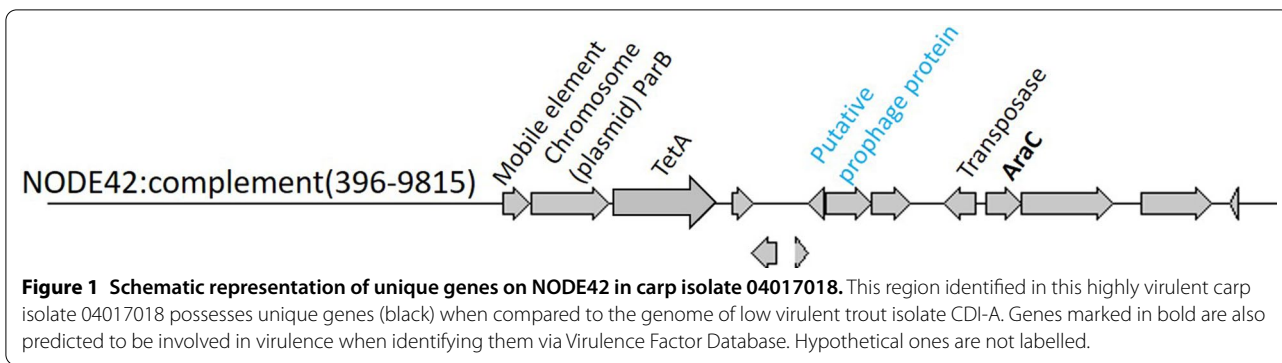 Mobile element
Chromosome
(plasmid) ParB
TetA
Putative
prophage protein
Transposase
AraC
NODE42:complement(396-9815)
Figure 1 Schematic representation of unique genes on NODE42 in carp isolate 04017018. This region identified in this highly virulent carp
isolate 04017018 possesses unique genes (black) when compared to the genome of low virulent trout isolate CDI-A. Genes marked in bold are also
predicted to be involved in virulence when identifying them via Virulence Factor Database. Hypothetical ones are not labelled.